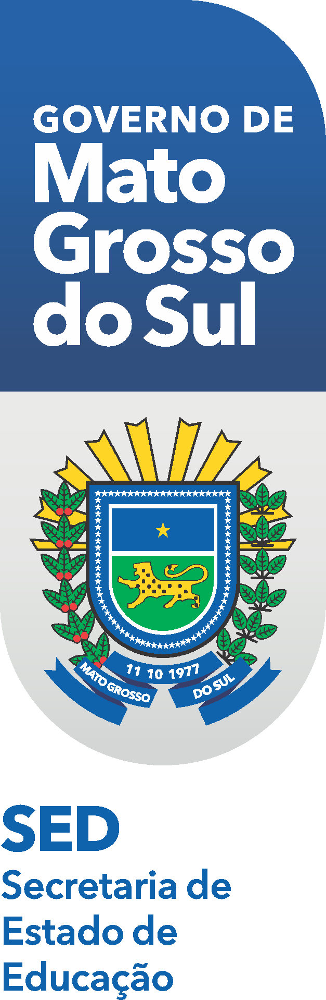 GOVERNO DE
Mato
Grosso
do Sul
11 10 1977
MATO GROSSO
DO SUL
SED
Secretaria de
Estado de
Educação